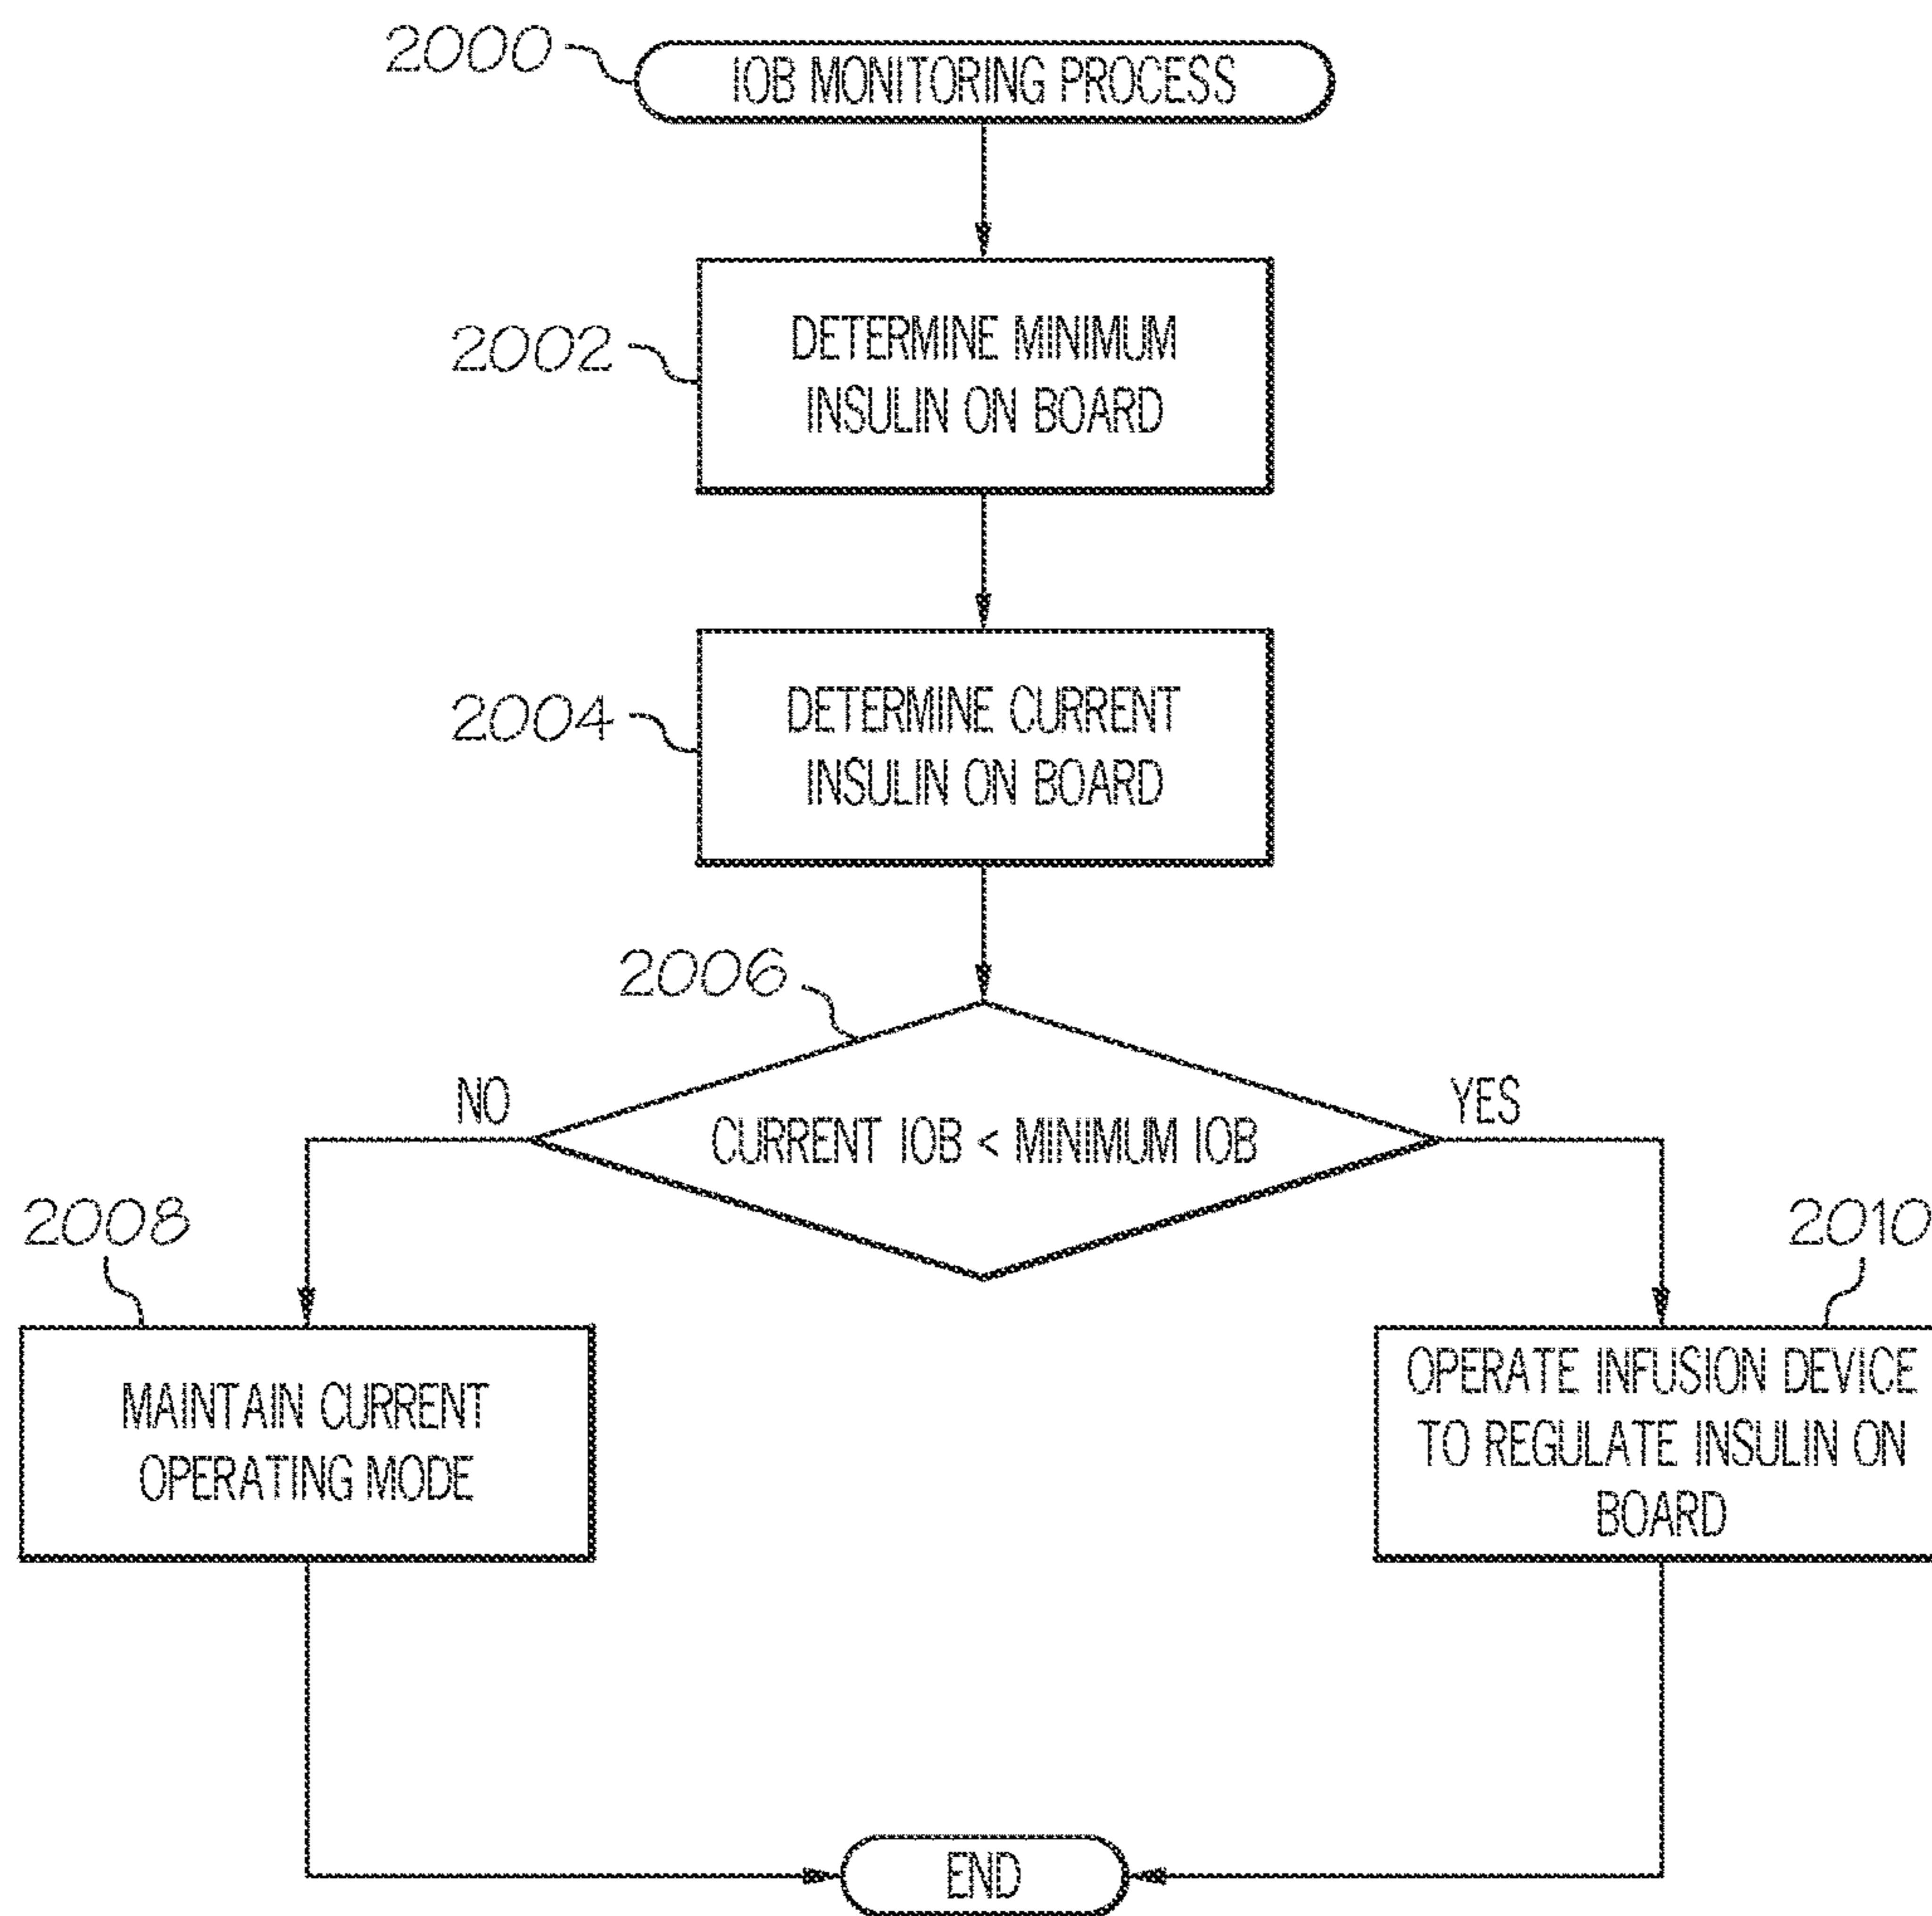 2000
IOB MONITORING PROCESS
2002
DETERMINE MINIMUM
INSULIN ON BOARD
2004
DETERMINE CURRENT
INSULIN ON BOARD
2006
NO
CURRENT IOB < MINIMUM IOB
YES
2008
MAINTAIN CURRENT
OPERATING MODE
2010
OPERATE INFUSION DEVICE
TO REGULATE INSULIN ON
BOARD
END